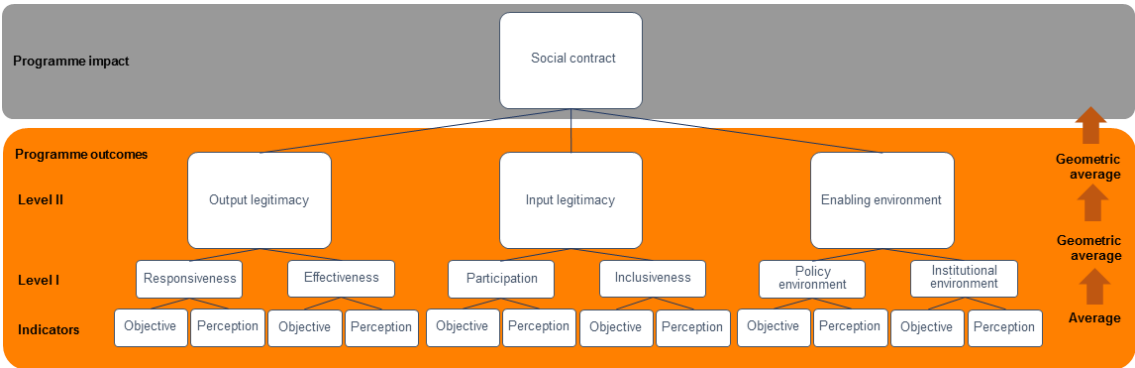 Programme impact
Social contract
Programme outcomes
Geometric
average
Level II
Output legitimacy
Input legitimacy
Enabling environment
Geometric
average
Level I
Responsiveness
Effectiveness
Participation
Inclusiveness
Policy
environment
Institutional
environment
Average
Indicators
Objective
Perception
Objective
Perception
Objective
Perception
Objective
Perception
Objective
Perception
Objective
Perception